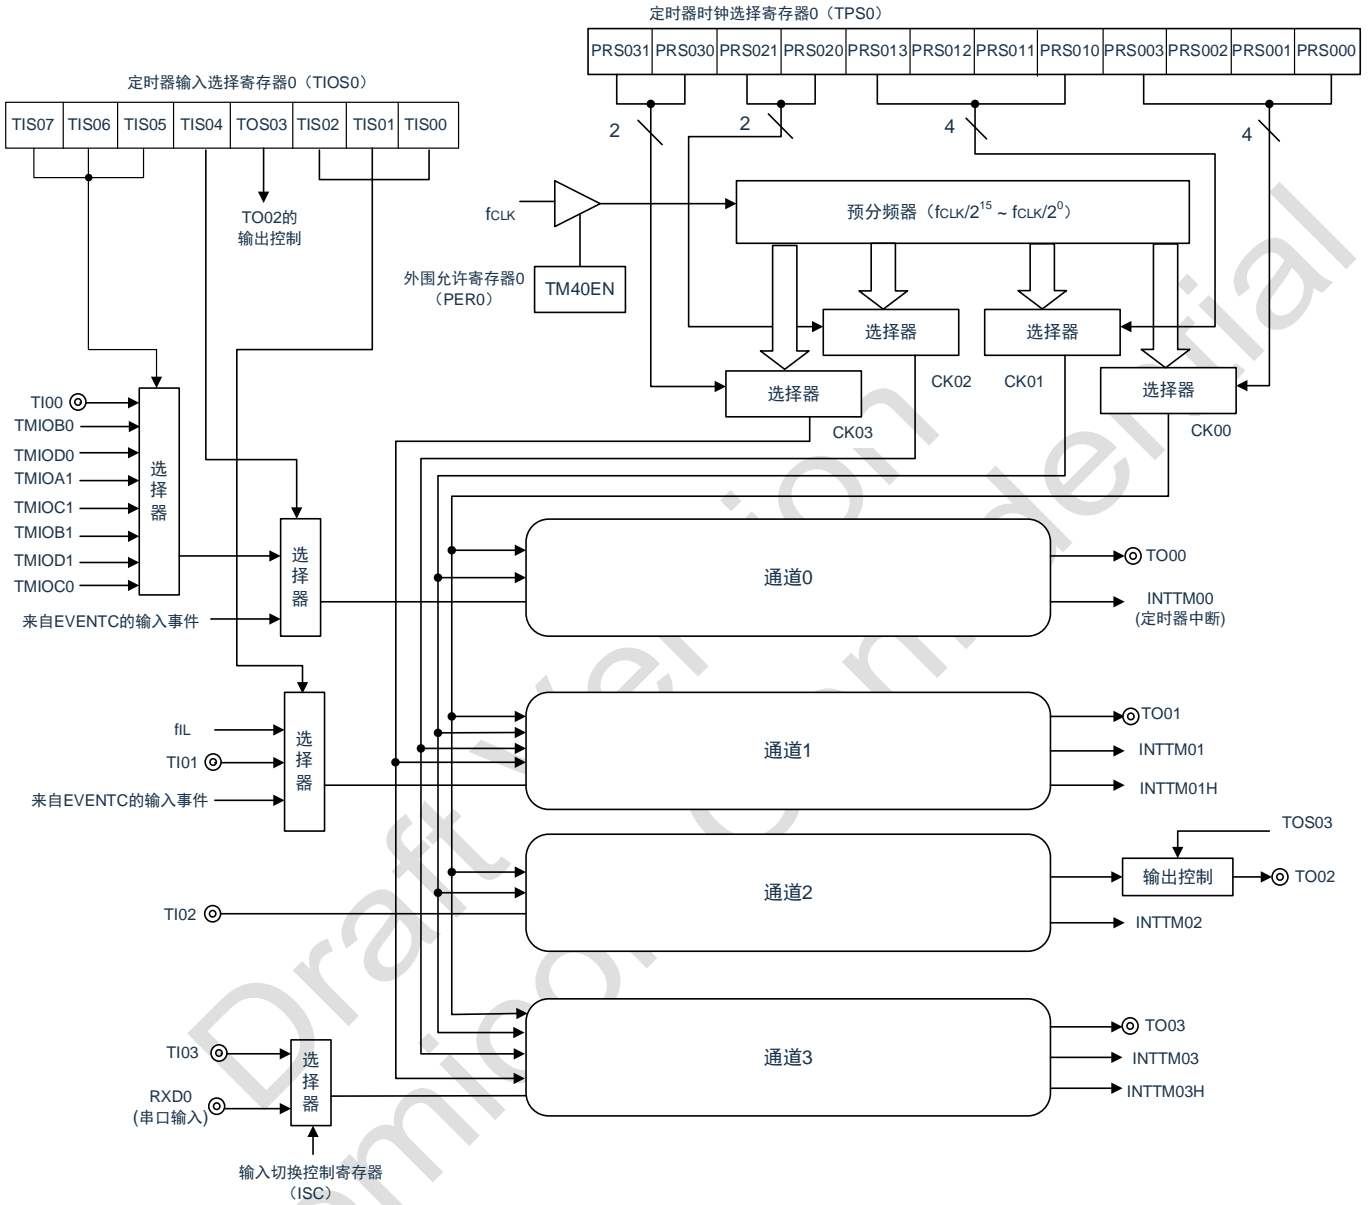 定时器时钟选择寄存器0（TPS0）
PRS031 PRS030 PRS021 PRS020 PRS013 PRS012 PRS011 PRS010 PRS003 PRS002 PRS001 PRS000
定时器输入选择寄存器0（TIOS0）
TIS07 TIS06 TIS05 TIS04 TOS03 TIS02 TIS01 TIS00
2
2
4
4
TO02的
输出控制
fCLK
预分频器（fCLK/2^15 ~ fCLK/2^0）
外围允许寄存器0
（PER0）
TM40EN
选择器
选择器
选择器
选择器
CK02
CK01
CK03
CK00
TI00
TMIOB0
TMIOD0
TMIOA1
TMIOC1
TMIOB1
TMIOD1
TMIOC0
选择器
来自EVENTC的输入事件
选择器
通道0
TO00
INTTM00
(定时器中断)
fIL
TI01
来自EVENTC的输入事件
选择器
通道1
TO01
INTTM01
INTTM01H
TI02
通道2
TOS03
输出控制
TO02
INTTM02
TI03
RXD0
(串口输入)
选择器
输入切换控制寄存器
（ISC）
通道3
TO03
INTTM03
INTTM03H
Draft Version
Confidential